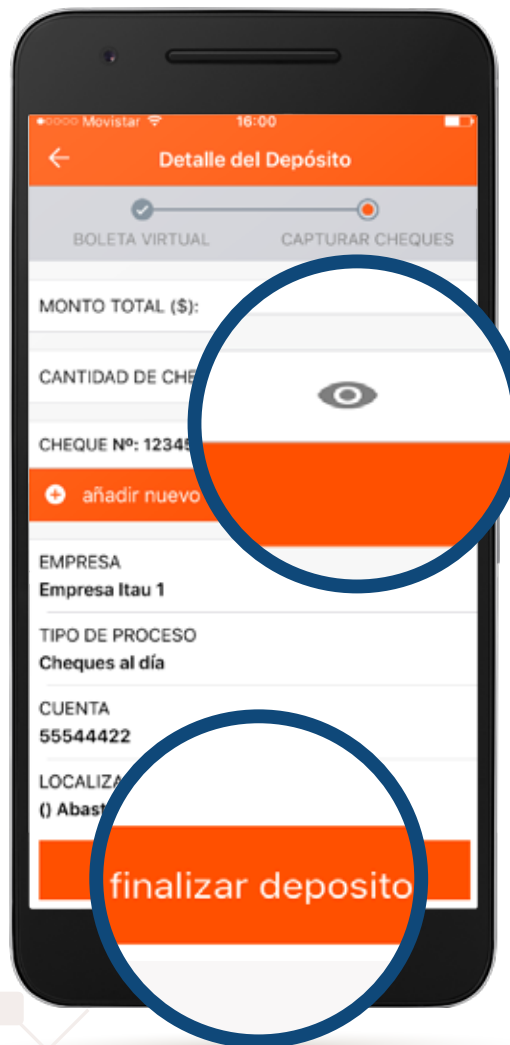 Movistar 16:00
Detalle del Depósito
BOLETA VIRTUAL CAPTURAR CHEQUES
MONTO TOTAL ($):
CANTIDAD DE CHE
CHEQUE Nº: 12345
añadir nuevo
EMPRESA
Empresa Itau 1
TIPO DE PROCESO
Cheques al día
CUENTA
55544422
LOCALIZA
() Abast
finalizar deposito